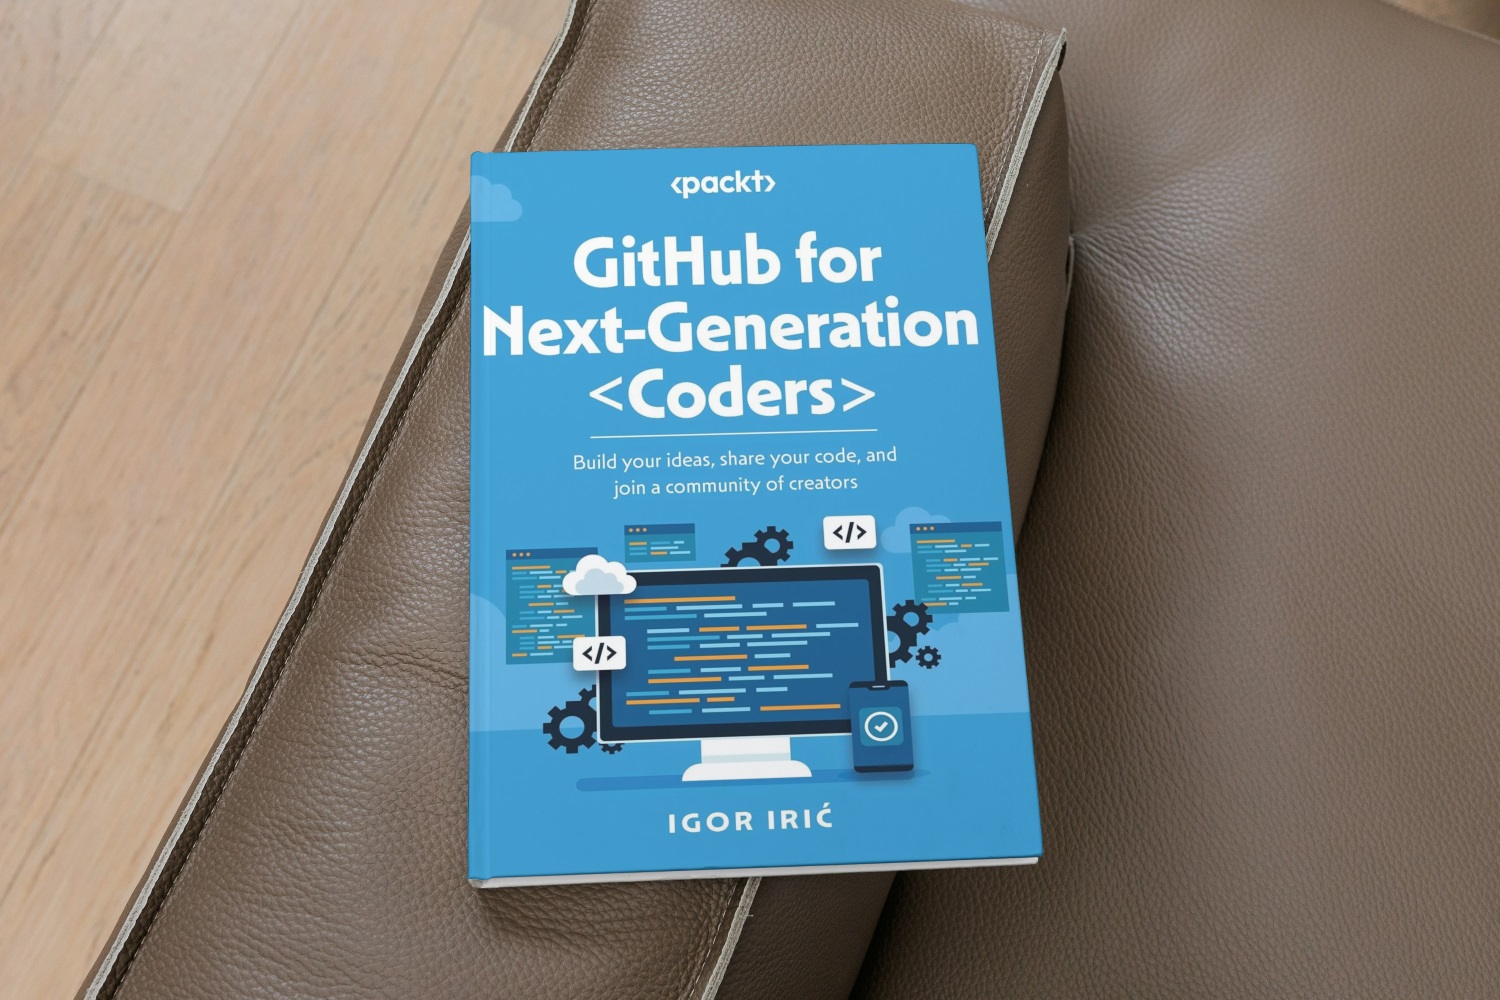 <packt>
GitHub for
Next-Generation
<Coders>
Build your ideas, share your code, and
join a community of creators
</>
</>
IGOR IRIĆ